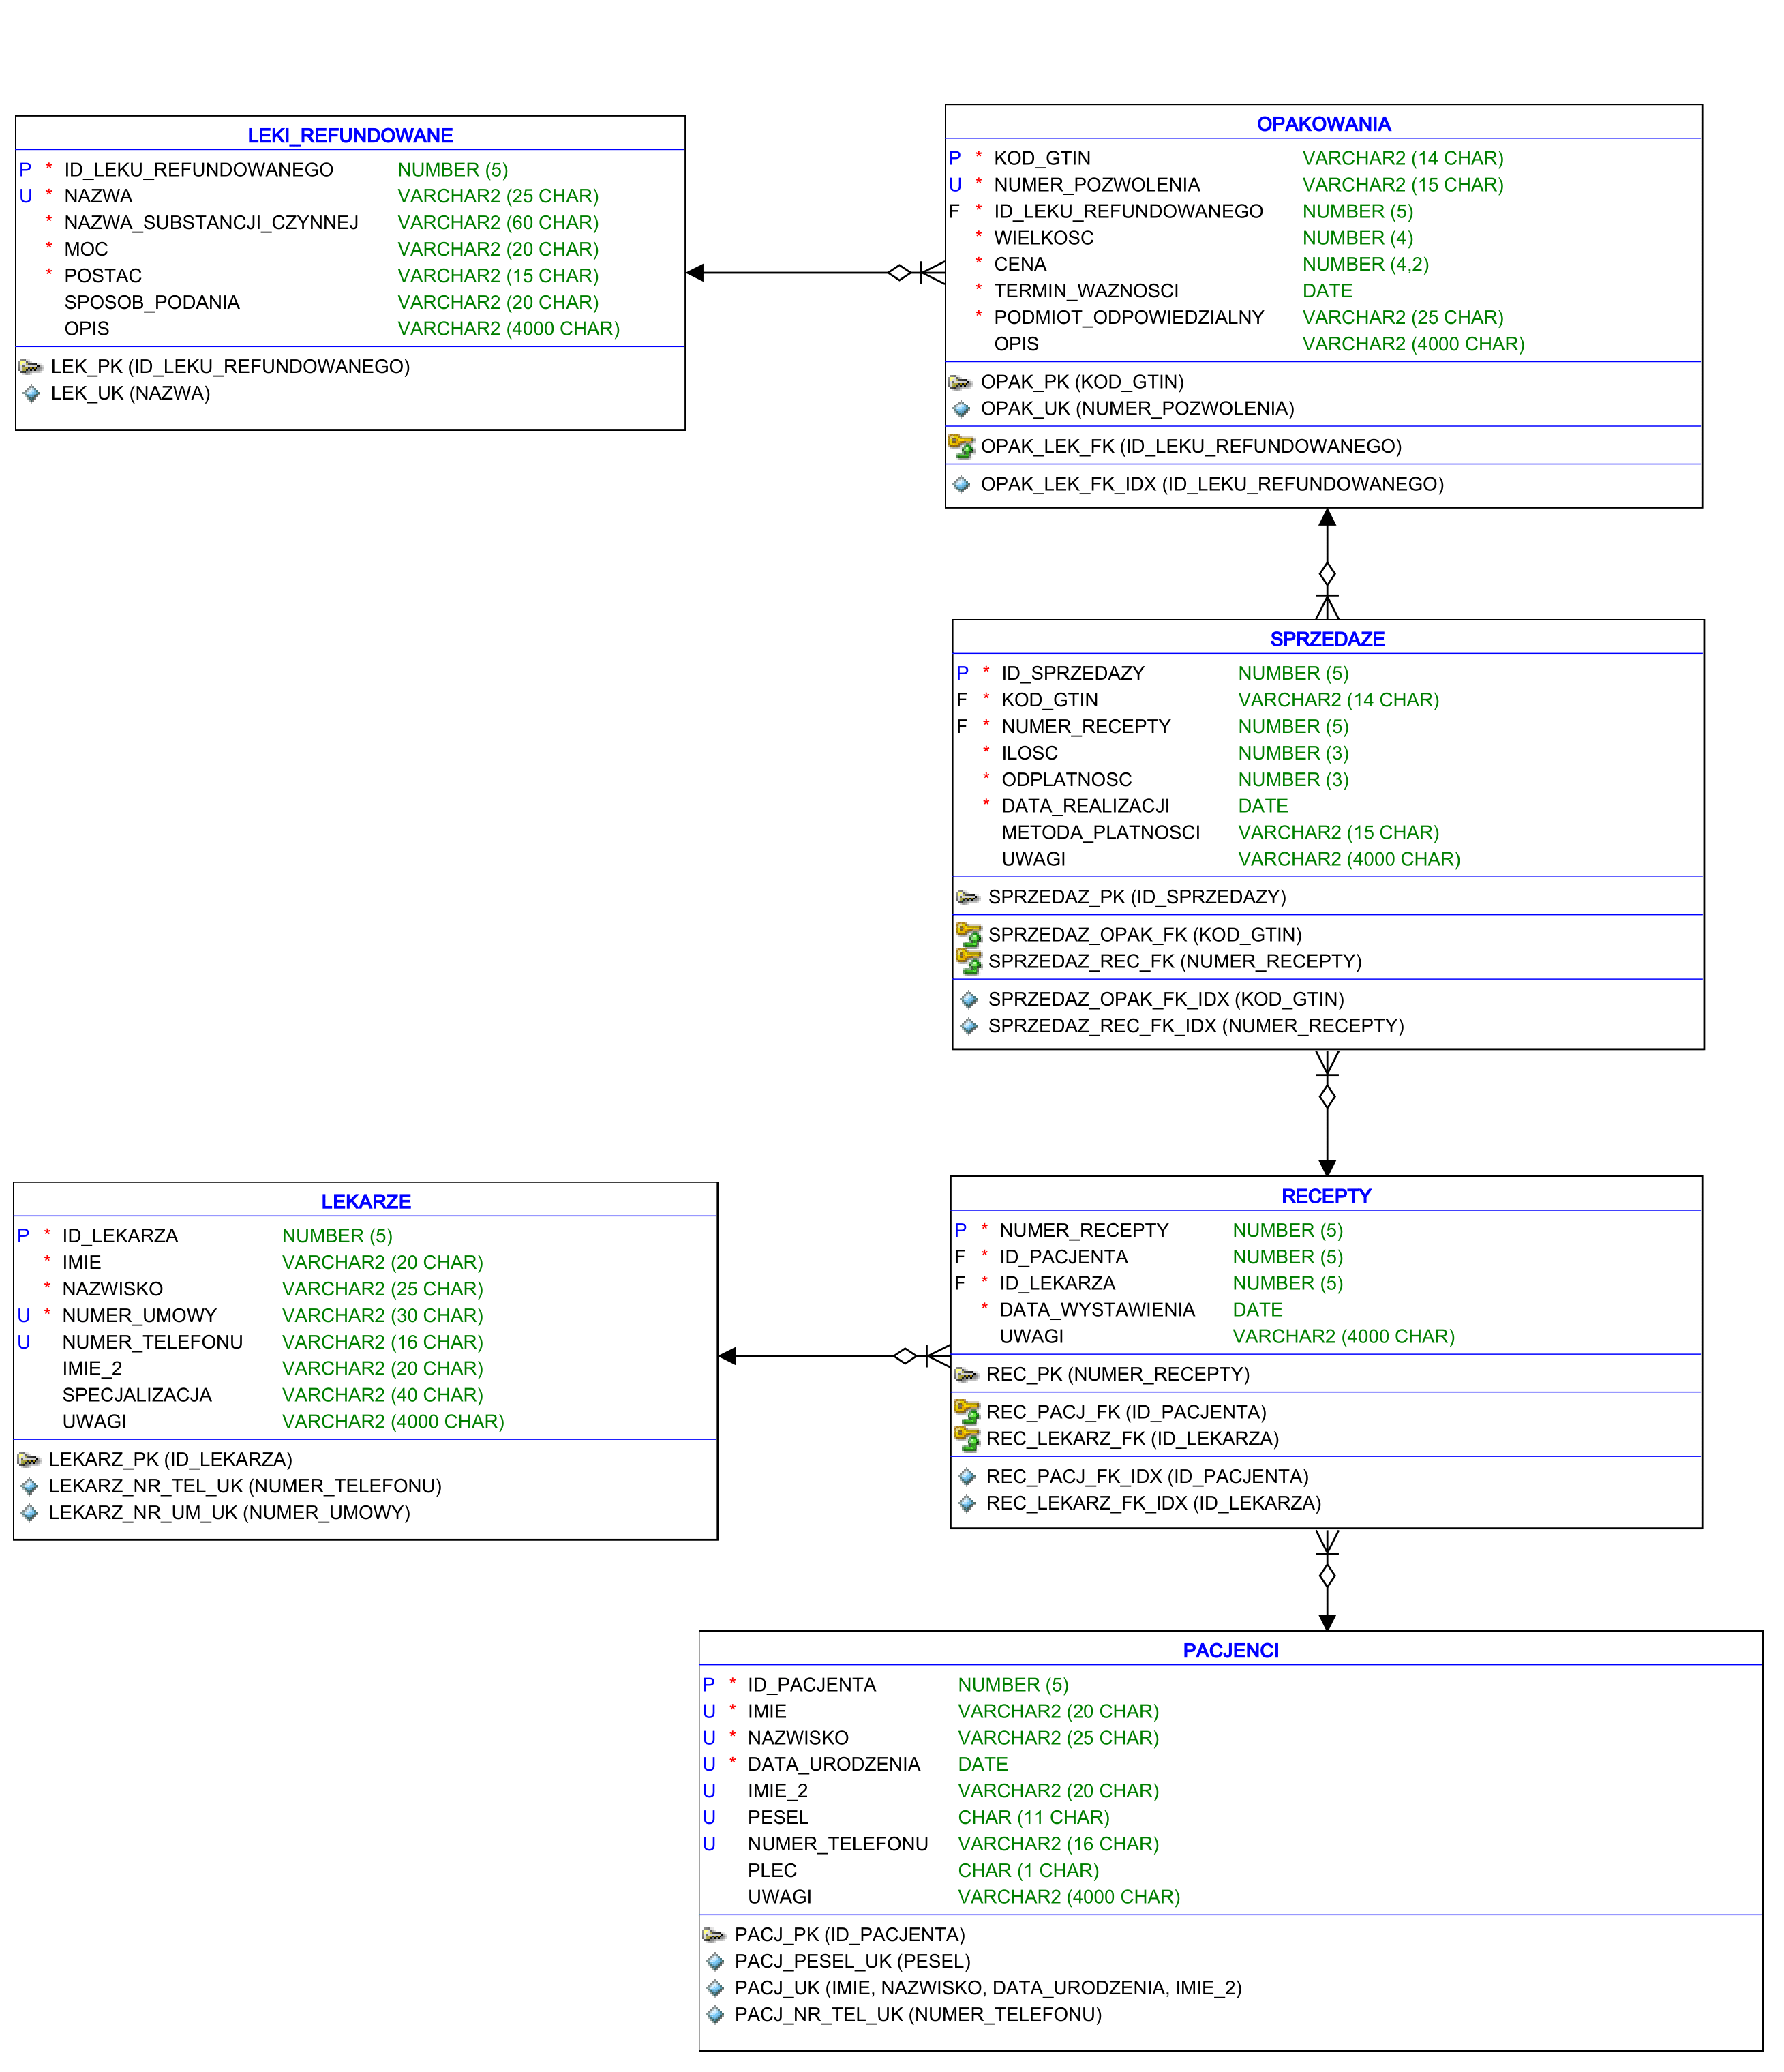 LEKI_REFUNDOWANE
P * ID_LEKU_REFUNDOWANEGO NUMBER (5)
U * NAZWA VARCHAR2 (25 CHAR)
* NAZWA_SUBSTANCJI_CZYNNEJ VARCHAR2 (60 CHAR)
* MOC VARCHAR2 (20 CHAR)
* POSTAC VARCHAR2 (15 CHAR)
SPOSOB_PODANIA VARCHAR2 (20 CHAR)
OPIS VARCHAR2 (4000 CHAR)
LEK_PK (ID_LEKU_REFUNDOWANEGO)
LEK_UK (NAZWA)
OPAKOWANIA
P * KOD_GTIN VARCHAR2 (14 CHAR)
U * NUMER_POZWOLENIA VARCHAR2 (15 CHAR)
F * ID_LEKU_REFUNDOWANEGO NUMBER (5)
* WIELKOSC NUMBER (4)
* CENA NUMBER (4,2)
* TERMIN_WAZNOSCI DATE
* PODMIOT_ODPOWIEDZIALNY VARCHAR2 (25 CHAR)
OPIS VARCHAR2 (4000 CHAR)
OPAK_PK (KOD_GTIN)
OPAK_UK (NUMER_POZWOLENIA)
OPAK_LEK_FK (ID_LEKU_REFUNDOWANEGO)
OPAK_LEK_FK_IDX (ID_LEKU_REFUNDOWANEGO)
SPRZEDAZE
P * ID_SPRZEDAZY NUMBER (5)
F * KOD_GTIN VARCHAR2 (14 CHAR)
F * NUMER_RECEPTY NUMBER (5)
* ILOSC NUMBER (3)
* ODPLATNOSC NUMBER (3)
* DATA_REALIZACJI DATE
METODA_PLATNOSCI VARCHAR2 (15 CHAR)
UWAGI VARCHAR2 (4000 CHAR)
SPRZEDAZ_PK (ID_SPRZEDAZY)
SPRZEDAZ_OPAK_FK (KOD_GTIN)
SPRZEDAZ_REC_FK (NUMER_RECEPTY)
SPRZEDAZ_OPAK_FK_IDX (KOD_GTIN)
SPRZEDAZ_REC_FK_IDX (NUMER_RECEPTY)
LEKARZE
P * ID_LEKARZA NUMBER (5)
* IMIE VARCHAR2 (20 CHAR)
* NAZWISKO VARCHAR2 (25 CHAR)
U * NUMER_UMOWY VARCHAR2 (30 CHAR)
U NUMER_TELEFONU VARCHAR2 (16 CHAR)
IMIE_2 VARCHAR2 (20 CHAR)
SPECJALIZACJA VARCHAR2 (40 CHAR)
UWAGI VARCHAR2 (4000 CHAR)
LEKARZ_PK (ID_LEKARZA)
LEKARZ_NR_TEL_UK (NUMER_TELEFONU)
LEKARZ_NR_UM_UK (NUMER_UMOWY)
RECEPTY
P * NUMER_RECEPTY NUMBER (5)
F * ID_PACJENTA NUMBER (5)
F * ID_LEKARZA NUMBER (5)
* DATA_WYSTAWIENIA DATE
UWAGI VARCHAR2 (4000 CHAR)
REC_PK (NUMER_RECEPTY)
REC_PACJ_FK (ID_PACJENTA)
REC_LEKARZ_FK (ID_LEKARZA)
REC_PACJ_FK_IDX (ID_PACJENTA)
REC_LEKARZ_FK_IDX (ID_LEKARZA)
PACJENCI
P * ID_PACJENTA NUMBER (5)
U * IMIE VARCHAR2 (20 CHAR)
U * NAZWISKO VARCHAR2 (25 CHAR)
U * DATA_URODZENIA DATE
U IMIE_2 VARCHAR2 (20 CHAR)
U PESEL CHAR (11 CHAR)
U NUMER_TELEFONU VARCHAR2 (16 CHAR)
PLEC CHAR (1 CHAR)
UWAGI VARCHAR2 (4000 CHAR)
PACJ_PK (ID_PACJENTA)
PACJ_PESEL_UK (PESEL)
PACJ_UK (IMIE, NAZWISKO, DATA_URODZENIA, IMIE_2)
PACJ_NR_TEL_UK (NUMER_TELEFONU)